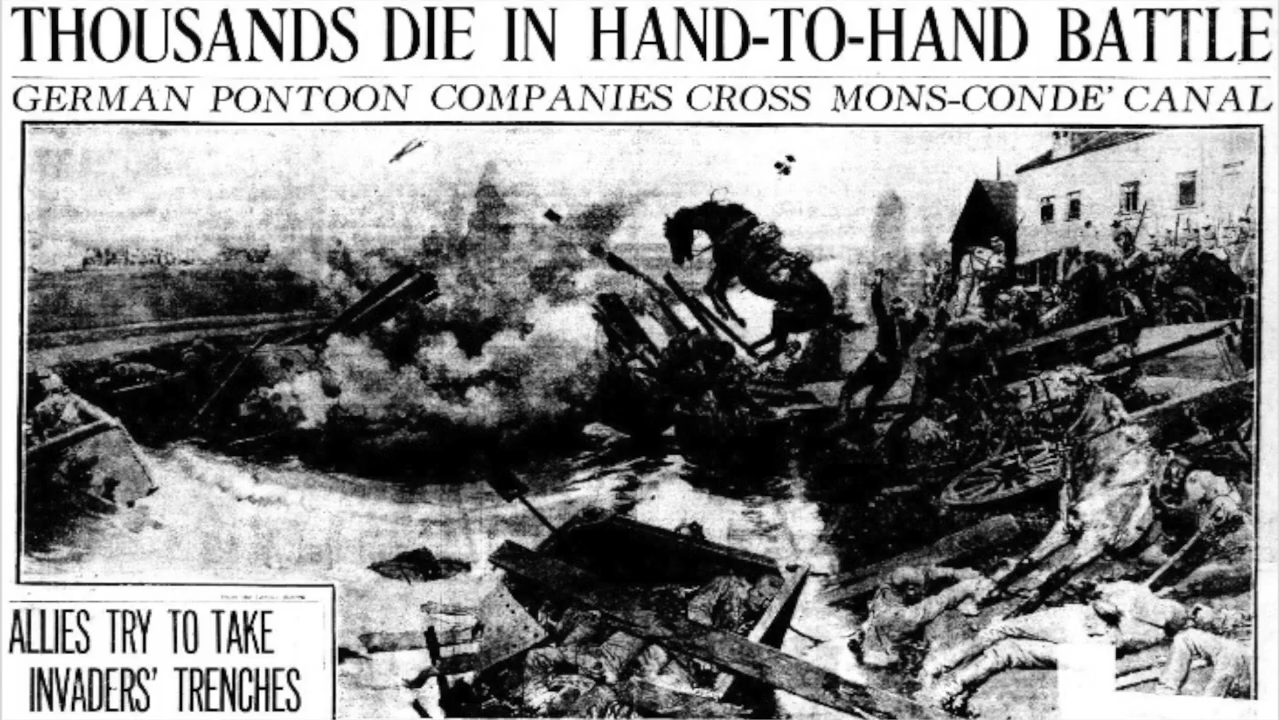 THOUSANDS DIE IN HAND-TO-HAND BATTLE
GERMAN PONTOON COMPANIES CROSS MONS-CONDE' CANAL
ALLIES TRY TO TAKE
INVADERS' TRENCHES